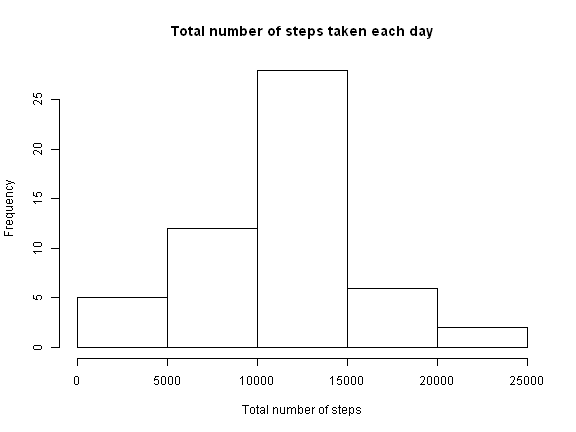 Total number of steps taken each day
Frequency
25
20
15
10
5
0
0 5000 10000 15000 20000 25000
Total number of steps